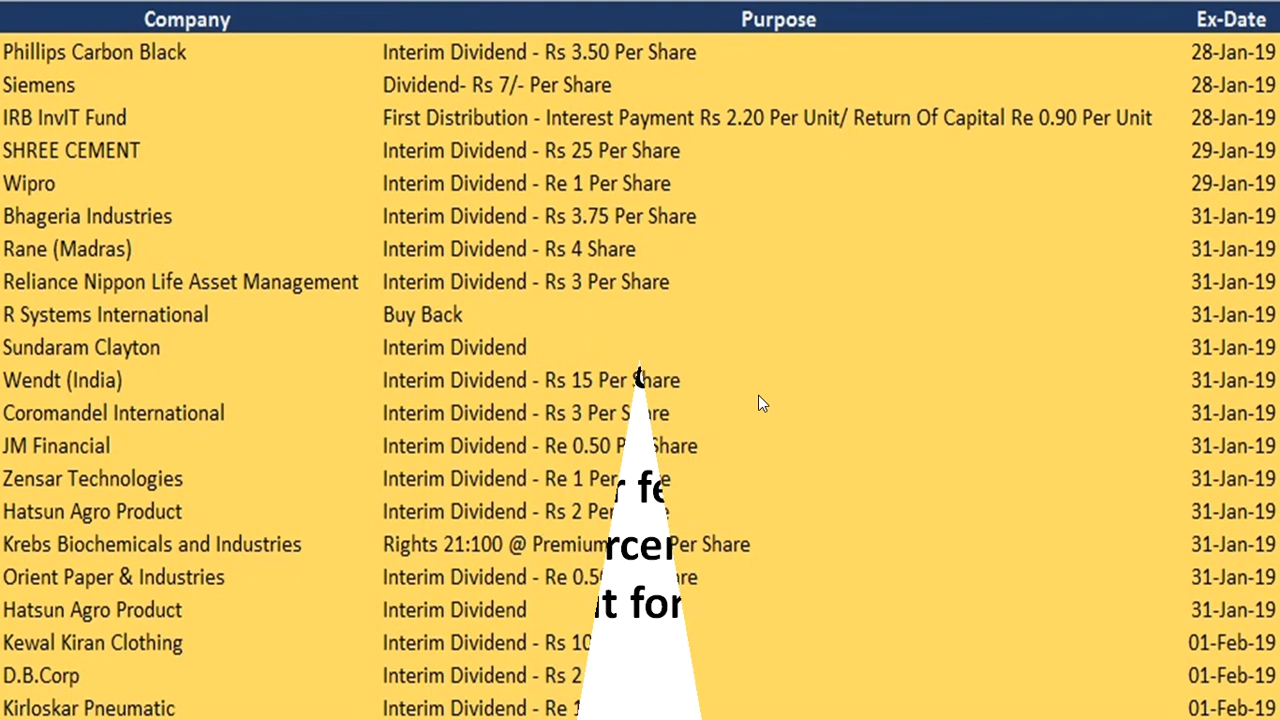 Company Purpose Ex-Date
Phillips Carbon Black Interim Dividend - Rs 3.50 Per Share 28-Jan-19
Siemens Dividend- Rs 7/- Per Share 28-Jan-19
IRB InvIT Fund First Distribution - Interest Payment Rs 2.20 Per Unit/ Return Of Capital Re 0.90 Per Unit 28-Jan-19
SHREE CEMENT Interim Dividend - Rs 25 Per Share 29-Jan-19
Wipro Interim Dividend - Re 1 Per Share 29-Jan-19
Bhageria Industries Interim Dividend - Rs 3.75 Per Share 31-Jan-19
Rane (Madras) Interim Dividend - Rs 4 Share 31-Jan-19
Reliance Nippon Life Asset Management Interim Dividend - Rs 3 Per Share 31-Jan-19
R Systems International Buy Back 31-Jan-19
Sundaram Clayton Interim Dividend 31-Jan-19
Wendt (India) Interim Dividend - Rs 15 Per Share 31-Jan-19
Coromandel International Interim Dividend - Rs 3 Per 31-Jan-19
JM Financial Interim Dividend - Re 0.50 Share 31-Jan-19
Zensar Technologies Interim Dividend - Re 1 Per 31-Jan-19
Hatsun Agro Product Interim Dividend - Rs 2 Per 31-Jan-19
Krebs Biochemicals and Industries Rights 21:100 @ Premium Per Share 31-Jan-19
Orient Paper & Industries Interim Dividend - Re 31-Jan-19
Hatsun Agro Product Interim Dividend 31-Jan-19
Kewal Kiran Clothing Interim Dividend - Rs 10 01-Feb-19
D.B.Corp Interim Dividend - Rs 2 01-Feb-19
Kirloskar Pneumatic Interim Dividend - Re 01-Feb-19